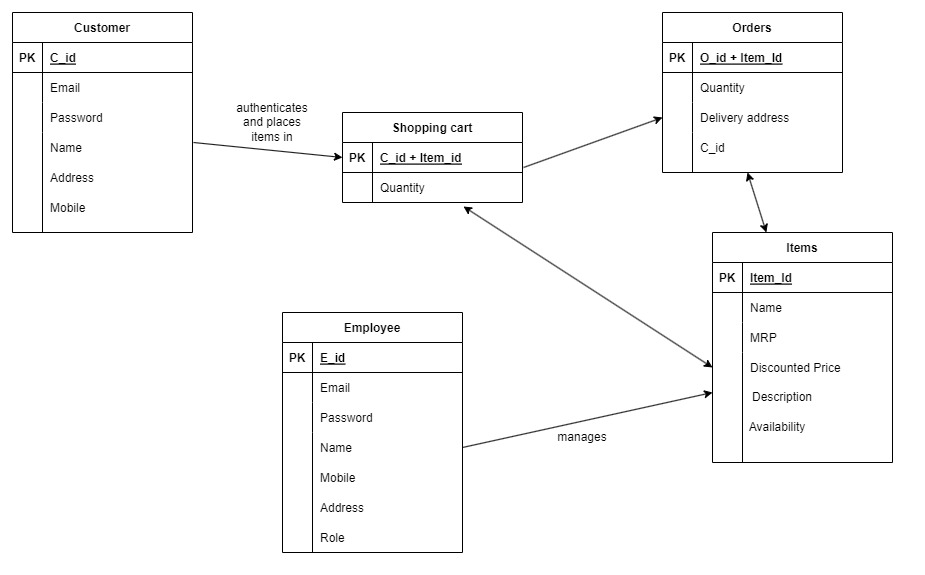 Customer
PK C_id
Email
Password
Name
Address
Mobile
authenticates
and places
items in
Shopping cart
PK C_id + Item_id
Quantity
Orders
PK O_id + Item_Id
Quantity
Delivery address
C_id
Items
PK Item_Id
Name
MRP
Discounted Price
Description
Availability
Employee
PK E_id
Email
Password
Name
Mobile
Address
Role
manages